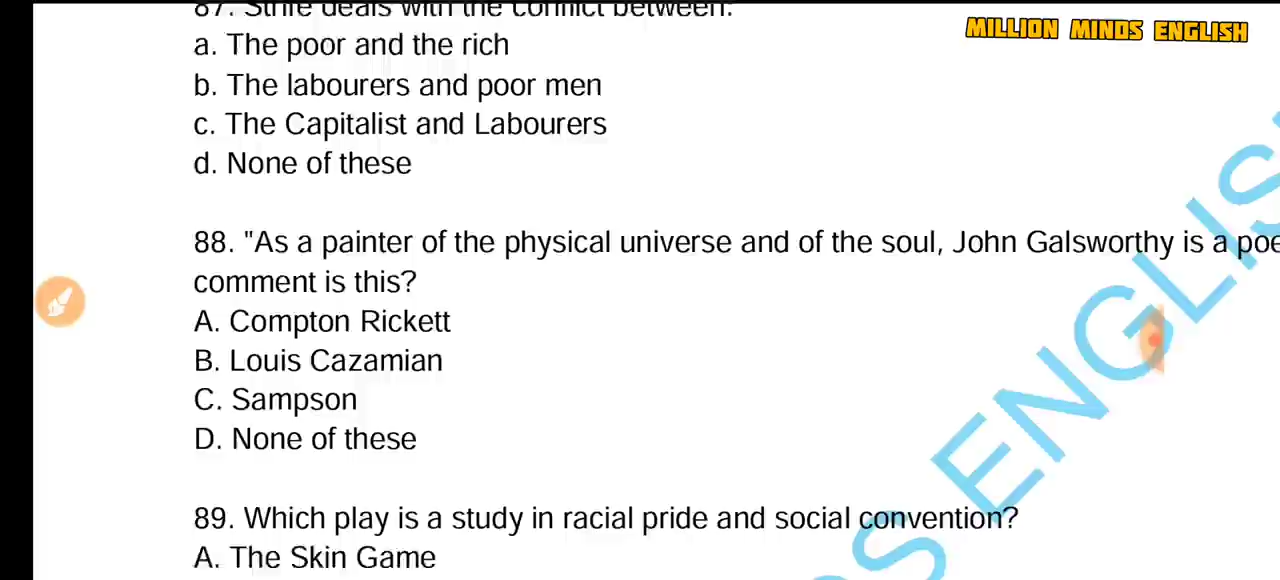 87. Strife deals with the conflict between:
MILLION MINDS ENGLISH
a. The poor and the rich
b. The labourers and poor men
c. The Capitalist and Labourers
d. None of these
88. "As a painter of the physical universe and of the soul, John Galsworthy is a poe
comment is this?
A. Compton Rickett
B. Louis Cazamian
C. Sampson
D. None of these
89. Which play is a study in racial pride and social convention?
A. The Skin Game
S ENGLIS